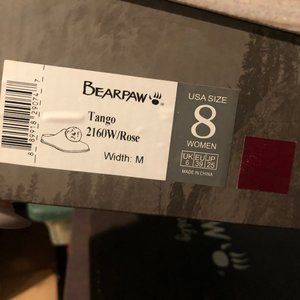 BEARPAW
Tango
2160W/Rose
Width: M
USA SIZE
8
WOMEN
UK EU JP
6 39 25
MADE IN CHINA